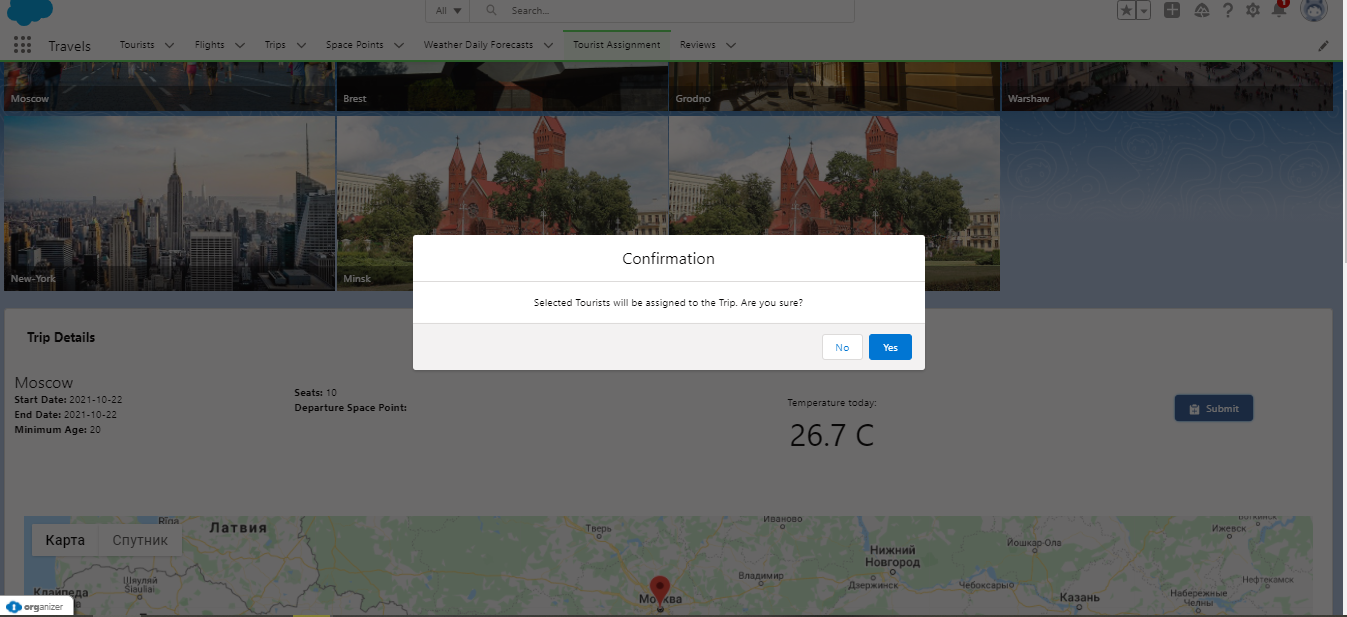 All
Search...
1
Travels
Tourists
Flights
Trips
Space Points
Weather Daily Forecasts
Tourist Assignment
Reviews
Moscow
Brest
Grodno
Warshaw
New-York
Minsk
Confirmation
Selected Tourists will be assigned to the Trip. Are you sure?
No
Yes
Trip Details
Moscow
Start Date: 2021-10-22
End Date: 2021-10-22
Minimum Age: 20
Seats: 10
Departure Space Point:
Temperature today:
26.7 C
Submit
Rīga
Латвия
Карта
Спутник
Тверь
Иваново
Воткинск
Ижевск
Йошкар-Ола
Нижний
Новгород
Владимир
Дзержинск
Чебоксары
Казань
Нефтекамск
Набережные
Челны
Шяуляй
Šiauliai
Клайпеда
Москва
organizer